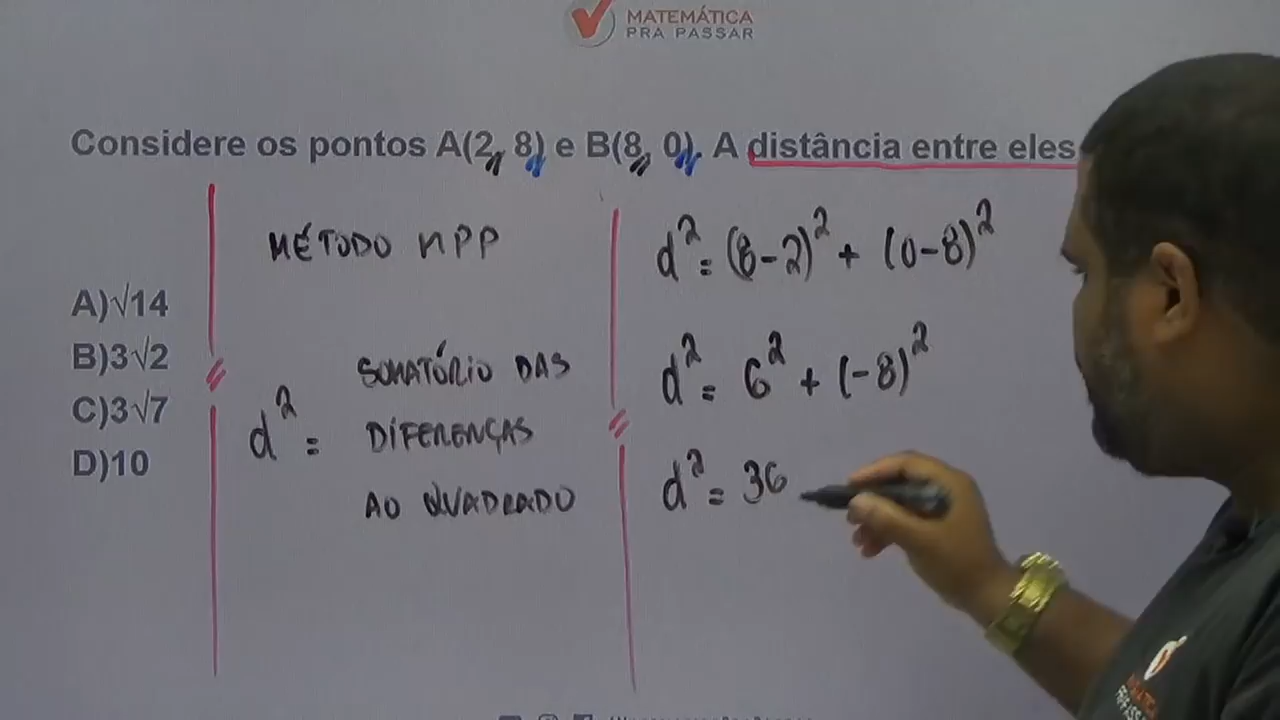 MATEMÁTICA
PRA PASSAR
Considere os pontos A(2, 8) e B(8, 0). A distância entre eles
A)√14
B)3√2
C)3√7
D)10
MÉTODO MPP
d² =
SOMATÓRIO DAS
DIFERENÇAS
AO QUADRADO
d² = (8-2)² + (0-8)²
d² = 6² + (-8)²
d² = 36
PRA PASSAR